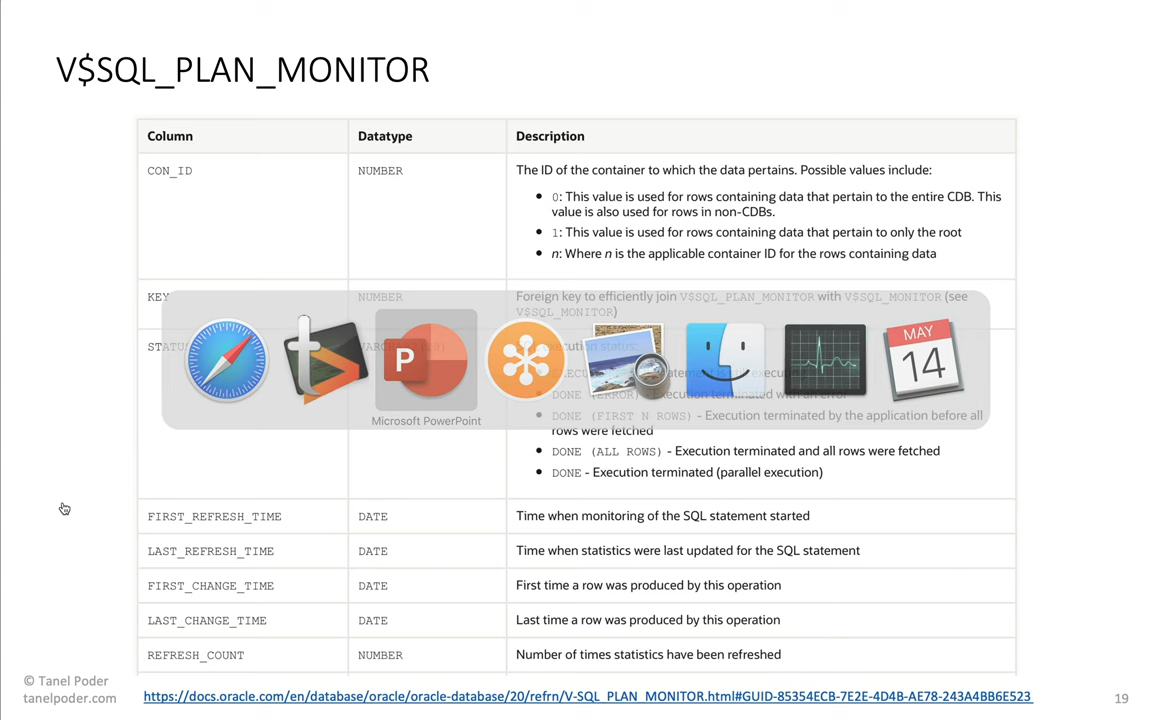 V$SQL_PLAN_MONITOR
Column Datatype Description
CON_ID NUMBER The ID of the container to which the data pertains. Possible values include:
• 0: This value is used for rows containing data that pertain to the entire CDB. This
value is also used for rows in non-CDBs.
• 1: This value is used for rows containing data that pertain to only the root
• n: Where n is the applicable container ID for the rows containing data
KEY NUMBER Foreign key to efficiently join V$SQL_PLAN_MONITOR with V$SQL_MONITOR (see
V$SQL_MONITOR)
execution status:
DONE (ERROR) - Execution terminated with an error
• DONE (FIRST N ROWS) - Execution terminated by the application before all
rows were fetched
P
MAY
14
Microsoft PowerPoint
• DONE (ALL ROWS) - Execution terminated and all rows were fetched
• DONE - Execution terminated (parallel execution)
FIRST_REFRESH_TIME DATE Time when monitoring of the SQL statement started
LAST_REFRESH_TIME DATE Time when statistics were last updated for the SQL statement
FIRST_CHANGE_TIME DATE First time a row was produced by this operation
LAST_CHANGE_TIME DATE Last time a row was produced by this operation
REFRESH_COUNT NUMBER Number of times statistics have been refreshed
© Tanel Poder
tanelpoder.com
https://docs.oracle.com/en/database/oracle/oracle-database/20/refrn/V-SQL_PLAN_MONITOR.html#GUID-85354ECB-7E2E-4D4B-AE78-243A4BB6E523
19